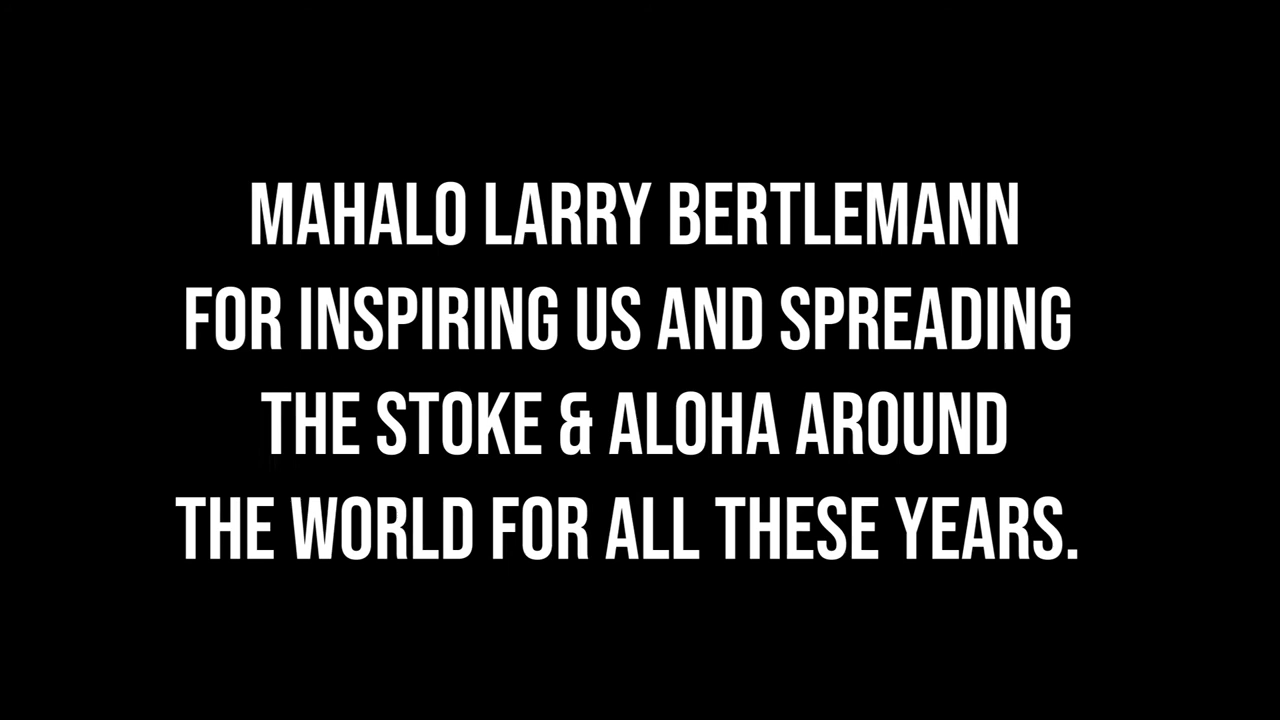 MAHALO LARRY BERTLEMANN
FOR INSPIRING US AND SPREADING
THE STOKE & ALOHA AROUND
THE WORLD FOR ALL THESE YEARS.